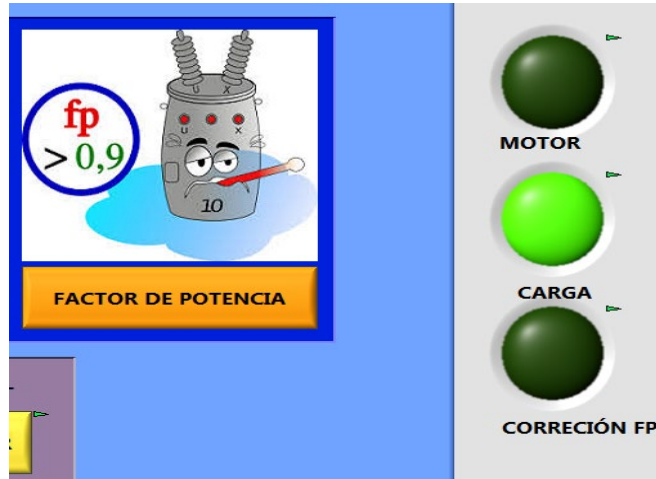 fp
> 0,9
U X
U X
10
FACTOR DE POTENCIA
MOTOR
CARGA
CORRECIÓN FP